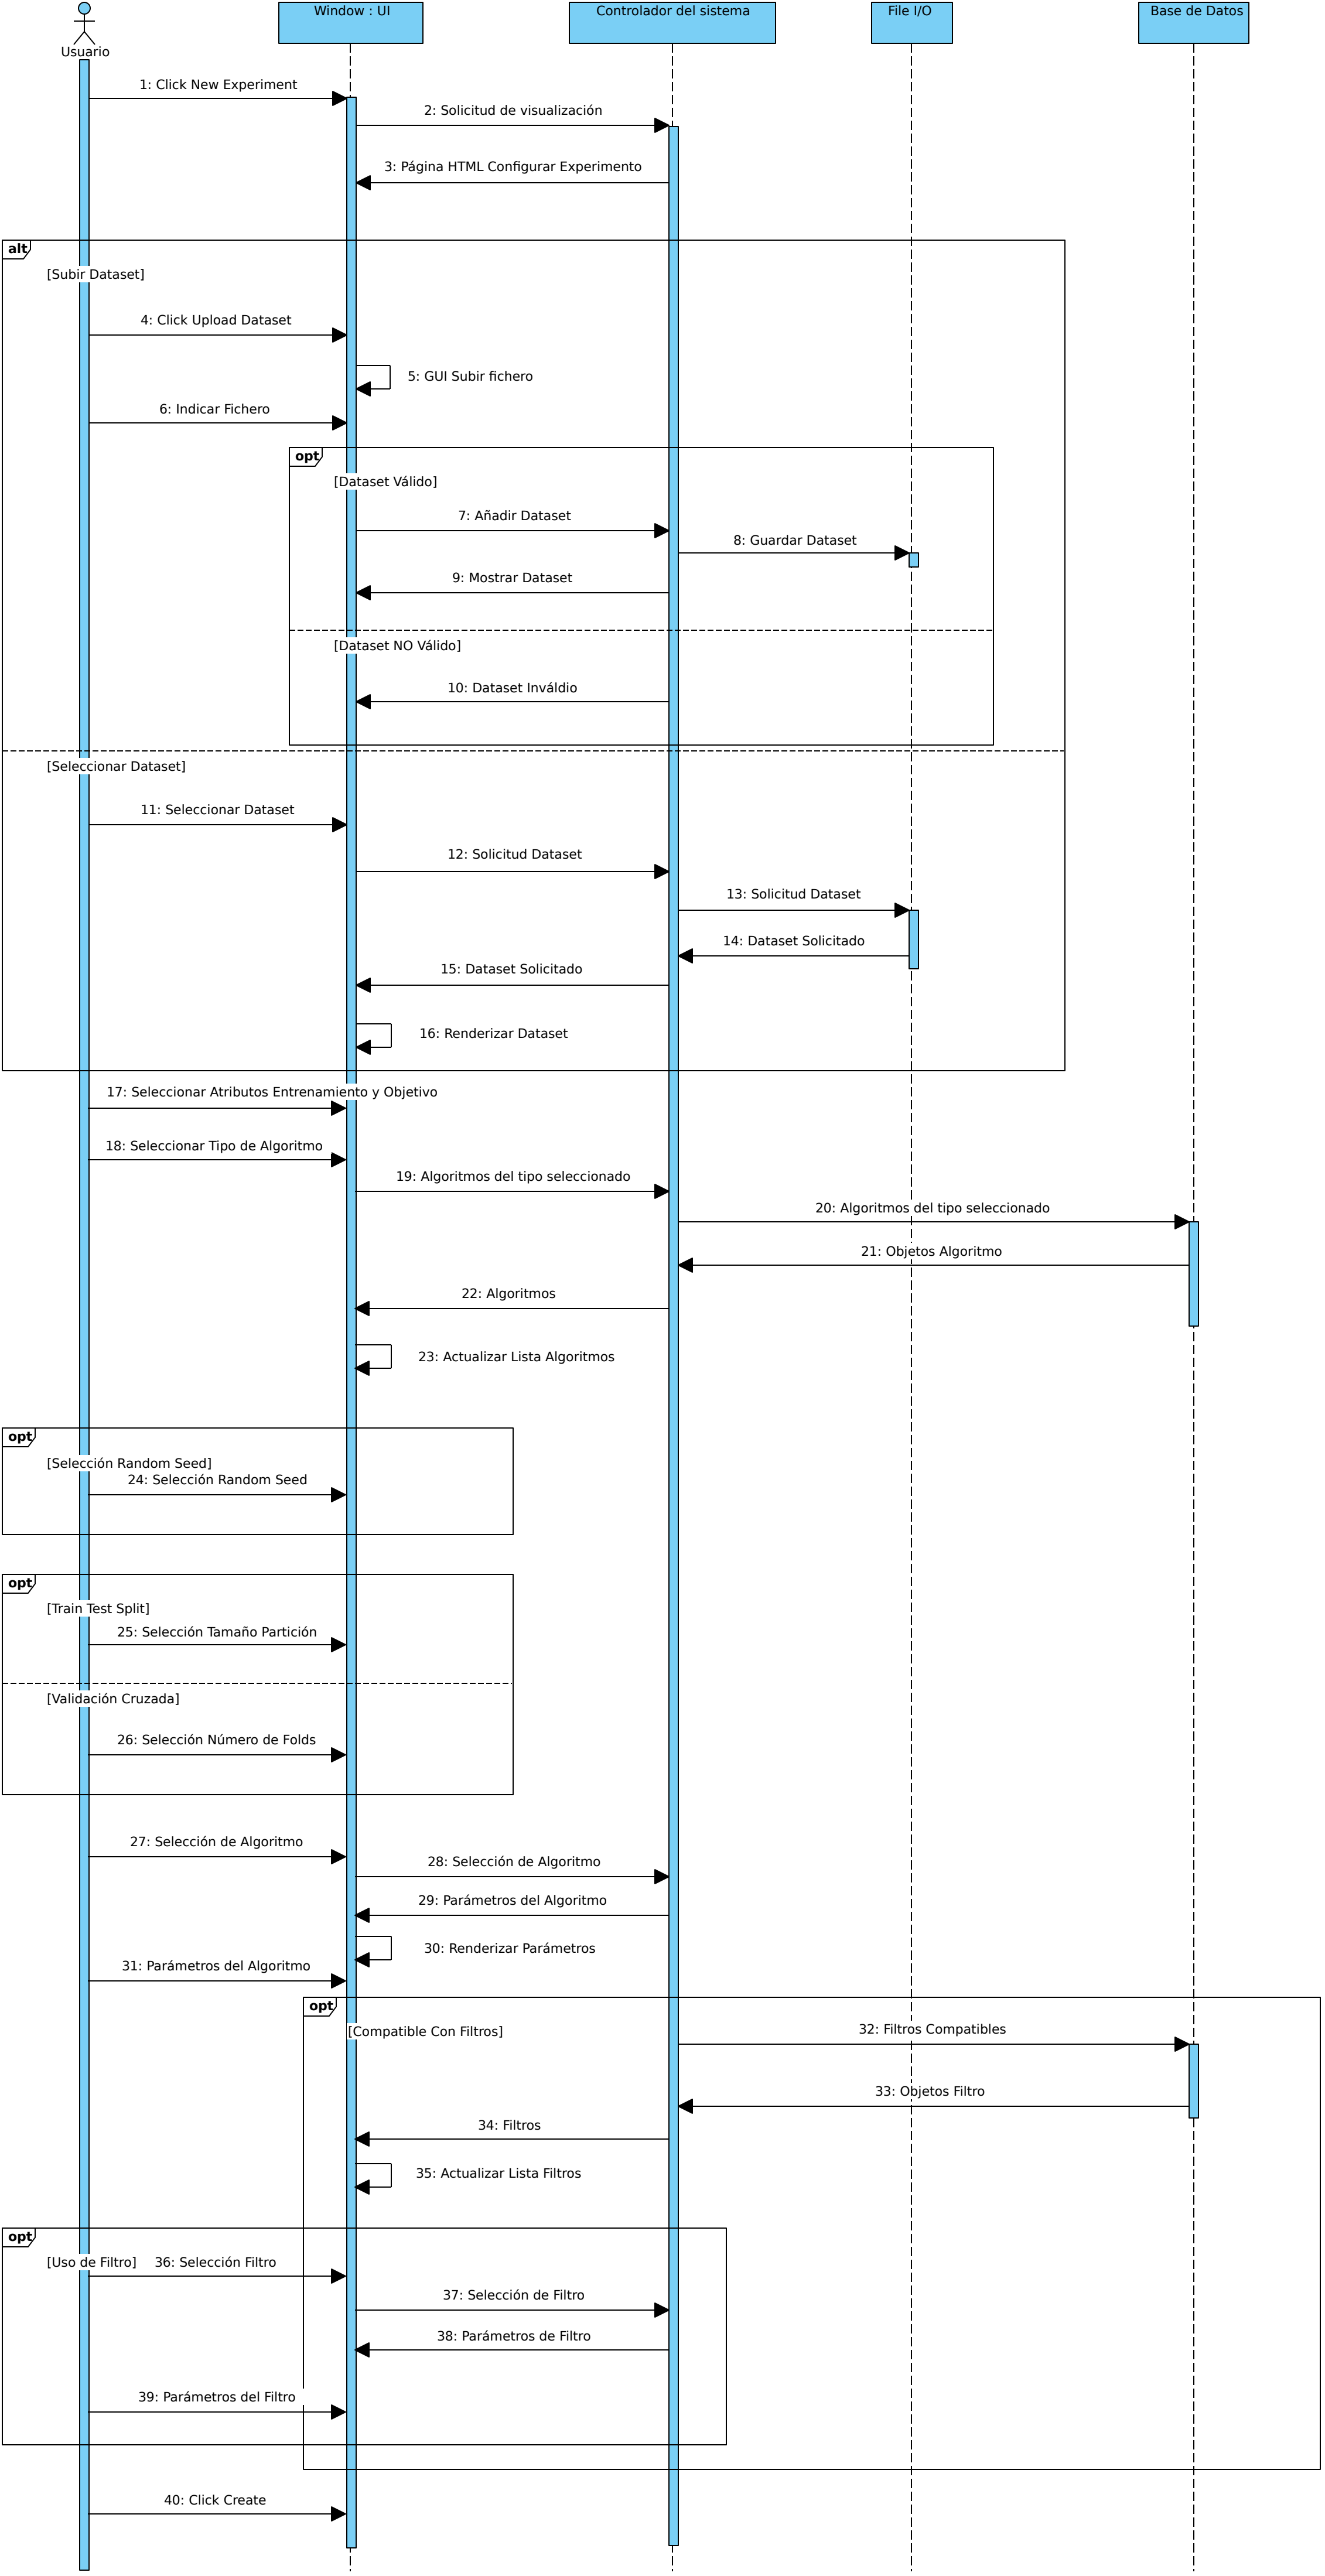 Usuario
Window : UI
Controlador del sistema
File I/O
Base de Datos
1: Click New Experiment
2: Solicitud de visualización
3: Página HTML Configurar Experimento
alt
[Subir Dataset]
4: Click Upload Dataset
5: GUI Subir fichero
6: Indicar Fichero
opt
[Dataset Válido]
7: Añadir Dataset
8: Guardar Dataset
9: Mostrar Dataset
[Dataset NO Válido]
10: Dataset Inváldio
[Seleccionar Dataset]
11: Seleccionar Dataset
12: Solicitud Dataset
13: Solicitud Dataset
14: Dataset Solicitado
15: Dataset Solicitado
16: Renderizar Dataset
17: Seleccionar Atributos Entrenamiento y Objetivo
18: Seleccionar Tipo de Algoritmo
19: Algoritmos del tipo seleccionado
20: Algoritmos del tipo seleccionado
21: Objetos Algoritmo
22: Algoritmos
23: Actualizar Lista Algoritmos
opt
[Selección Random Seed]
24: Selección Random Seed
opt
[Train Test Split]
25: Selección Tamaño Partición
[Validación Cruzada]
26: Selección Número de Folds
27: Selección de Algoritmo
28: Selección de Algoritmo
29: Parámetros del Algoritmo
30: Renderizar Parámetros
31: Parámetros del Algoritmo
opt
[Compatible Con Filtros]
32: Filtros Compatibles
33: Objetos Filtro
34: Filtros
35: Actualizar Lista Filtros
opt
[Uso de Filtro]
36: Selección Filtro
37: Selección de Filtro
38: Parámetros de Filtro
39: Parámetros del Filtro
40: Click Create